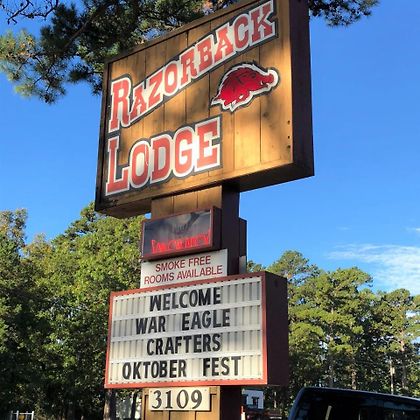 RAZORBACK
LODGE
VACANCY
SMOKE FREE
ROOMS AVAILABLE
WELCOME
WAR EAGLE
CRAFTERS
OKTOBER FEST
3109